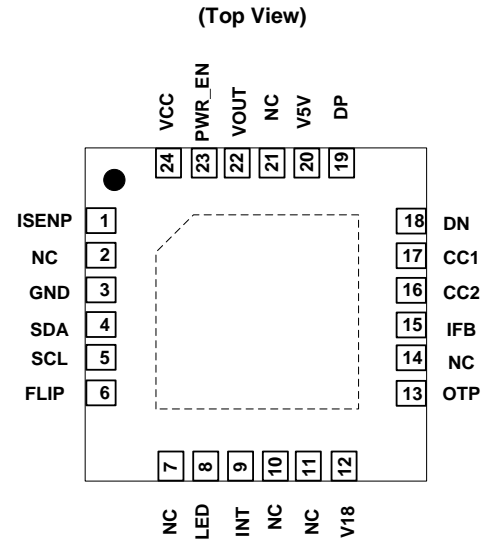 (Top View)
VCC PWR_EN VOUT NC V5V DP
24 23 22 21 20 19
ISENP 1 18 DN
NC 2 17 CC1
GND 3 16 CC2
SDA 4 15 IFB
SCL 5 14 NC
FLIP 6 13 OTP
7 8 9 10 11 12
NC LED INT NC NC V18